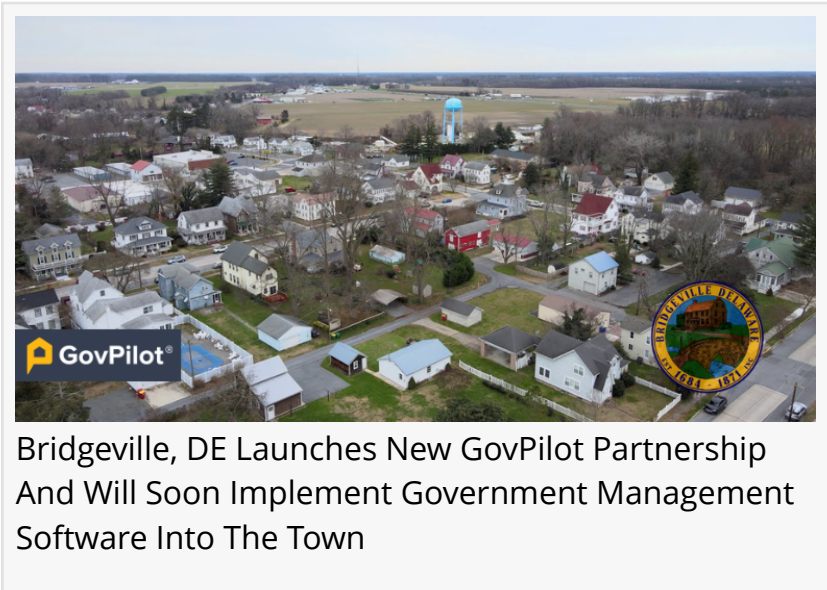 BRIDGEVILLE DELAWARE
EST 1684 - 1871 INC
GovPilot®
Bridgeville, DE Launches New GovPilot Partnership
And Will Soon Implement Government Management
Software Into The Town